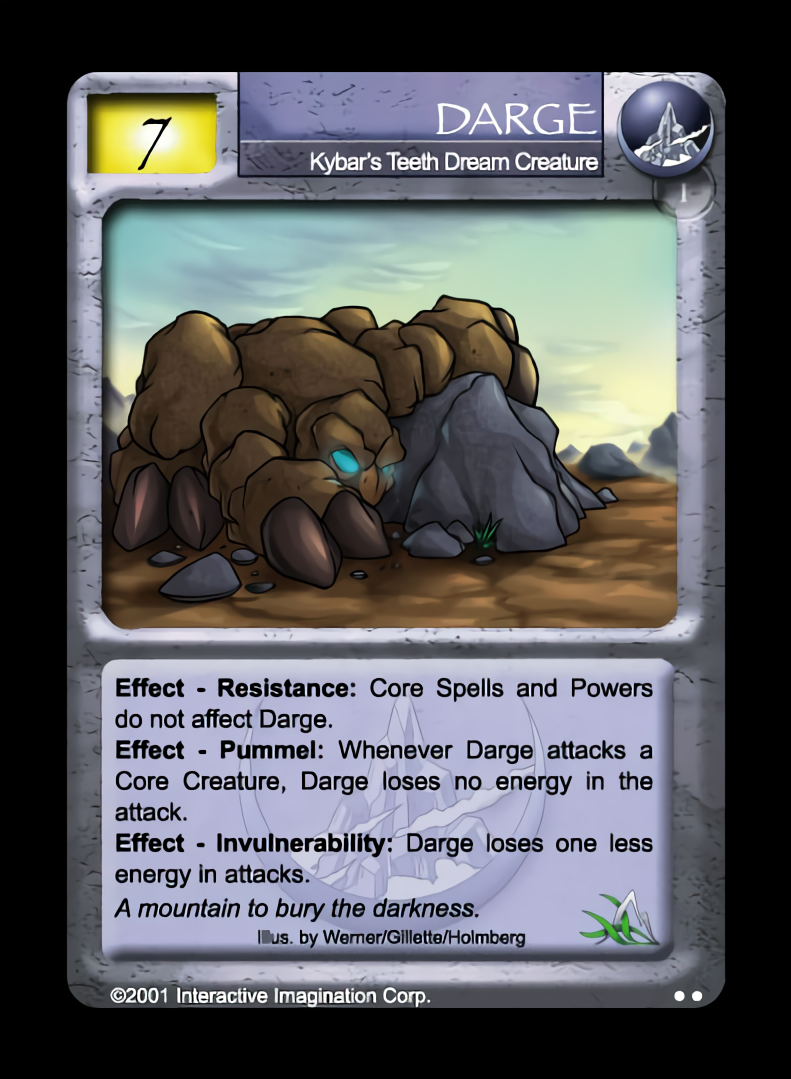 7
DARGE
Kybar's Teeth Dream Creature
1
Effect - Resistance: Core Spells and Powers
do not affect Darge.
Effect - Pummel: Whenever Darge attacks a
Core Creature, Darge loses no energy in the
attack.
Effect - Invulnerability: Darge loses one less
energy in attacks.
A mountain to bury the darkness.
Illus. by Werner/Gillette/Holmberg
©2001 Interactive Imagination Corp.